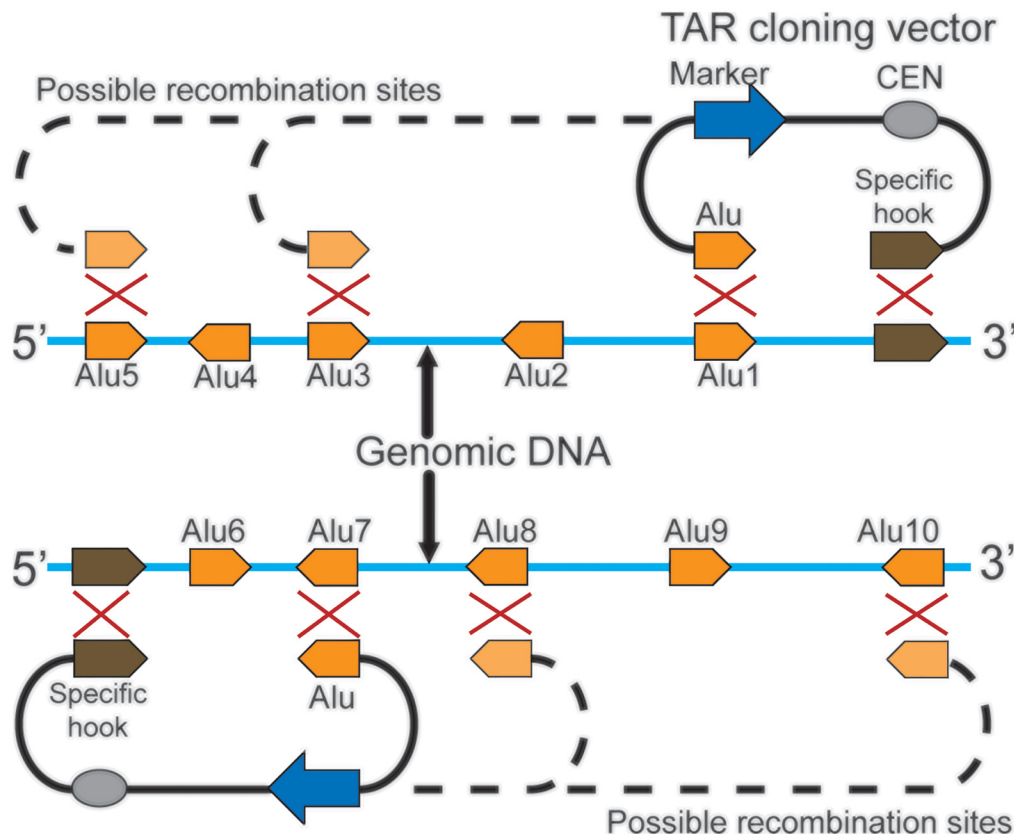 TAR cloning vector
Marker
CEN
Possible recombination sites
Specific
hook
Alu
5’
3’
Alu5
Alu4
Alu3
Alu2
Alu1
Genomic DNA
Alu6
Alu7
Alu8
Alu9
Alu10
5’
3’
Specific
hook
Alu
Possible recombination sites